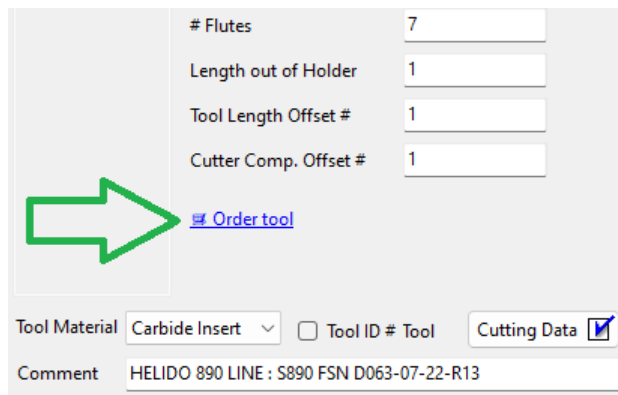 # Flutes 7
Length out of Holder 1
Tool Length Offset # 1
Cutter Comp. Offset # 1
Order tool
Tool Material Carbide Insert Tool ID # Tool Cutting Data
Comment HELIDO 890 LINE : S890 FSN D063-07-22-R13